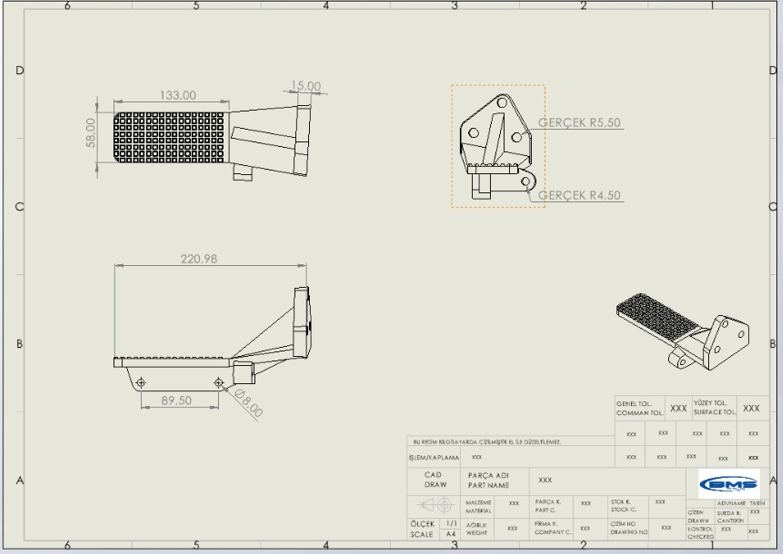 6 5 4 3 2 1
D D
C C
B B
A A
133.00
15.00
58.00
GERÇEK R5,50
GERÇEK R4,50
220.98
89,50
Ø8,00
GENEL TOL.
COMMAN TOL.
XXX
YÜZEY TOL.
SURFACE TOL.
XXX
XXX XXX XXX XXX XXX
XXX XXX XXX XXX XXX
BU RESİM BİLGİSAYARDA ÇİZİLMİŞTİR EL İLE DÜZELTİLEMEZ.
İŞLEM/KAPLAMA XXX
CAD
DRAW
PARÇA ADI
PART NAME
XXX
BMS
MALZEME
MATERIAL
XXX
PARÇA K.
PART C.
XXX
STOK K.
STOCK C.
XXX
ÖLÇEK
SCALE
1/1
A4
AĞIRLIK
WEIGHT
XXX
FİRMA F.
COMPANY C.
XXX
ÇİZİM NO
DRAWING NO
XXX
ADI/NAME TARİH
ÇİZEN
DRAWN
XXX
KONTROL
CHECKED
XXX XXX
6 5 4 3 2 1